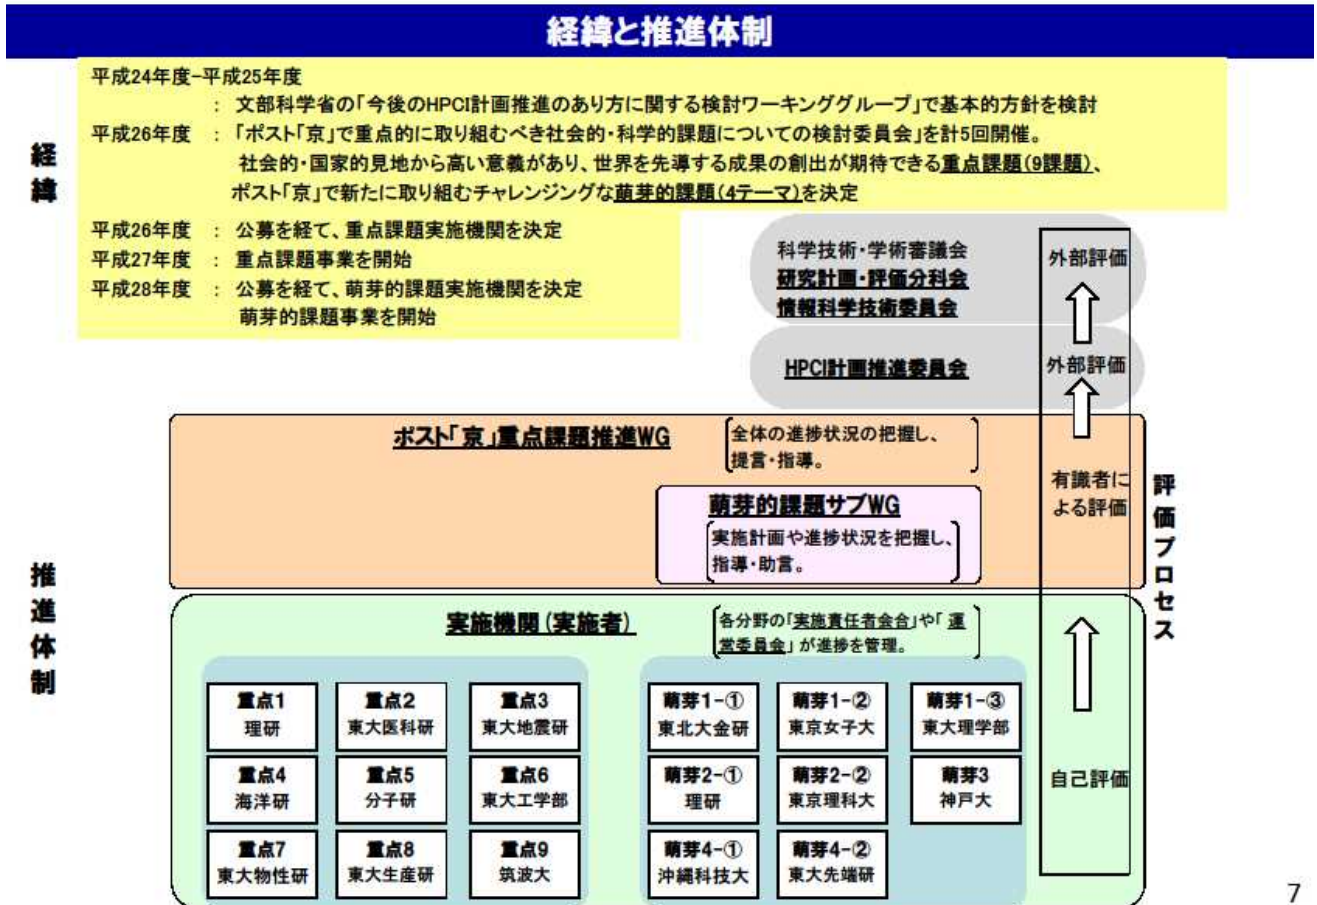 経緯と推進体制
経緯
平成24年度-平成25年度
： 文部科学省の「今後のHPCI計画推進のあり方に関する検討ワーキンググループ」で基本的方針を検討
平成26年度 ： 「ポスト「京」で重点的に取り組むべき社会的・科学的課題についての検討委員会」を計5回開催。
社会的・国家的見地から高い意義があり、世界を先導する成果の創出が期待できる重点課題(9課題)、
ポスト「京」で新たに取り組むチャレンジングな萌芽的課題(4テーマ)を決定
平成26年度 ： 公募を経て、重点課題実施機関を決定
平成27年度 ： 重点課題事業を開始
平成28年度 ： 公募を経て、萌芽的課題実施機関を決定
萌芽的課題事業を開始
科学技術・学術審議会
研究計画・評価分科会
情報科学技術委員会
外部評価
HPCI計画推進委員会
外部評価
推進体制
ポスト「京」重点課題推進WG
全体の進捗状況の把握し、
提言・指導。
萌芽的課題サブWG
実施計画や進捗状況を把握し、
指導・助言。
有識者に
よる評価
評価プロセス
実施機関(実施者)
各分野の「実施責任者会合」や「 運
営委員会」が進捗を管理。
重点1
理研
重点2
東大医科研
重点3
東大地震研
重点4
海洋研
重点5
分子研
重点6
東大工学部
重点7
東大物性研
重点8
東大生産研
重点9
筑波大
萌芽1-①
東北大金研
萌芽1-②
東京女子大
萌芽1-③
東大理学部
萌芽2-①
理研
萌芽2-②
東京理科大
萌芽3
神戸大
萌芽4-①
沖縄科技大
萌芽4-②
東大先端研
自己評価
7